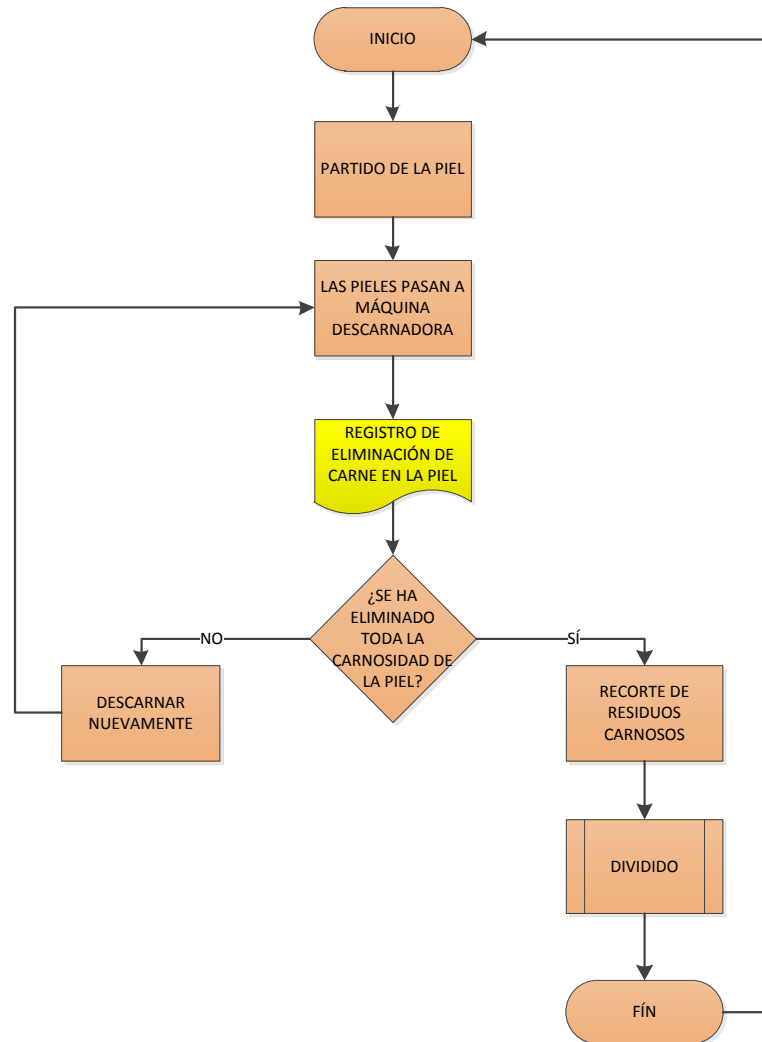 INICIO
PARTIDO DE LA PIEL
LAS PIELES PASAN A
MÁQUINA
DESCARNADORA
REGISTRO DE
ELIMINACIÓN DE
CARNE EN LA PIEL
¿SE HA
ELIMINADO
TODA LA
CARNOSIDAD DE
LA PIEL?
NO
SÍ
DESCARNAR
NUEVAMENTE
RECORTE DE
RESIDUOS
CARNOSOS
DIVIDIDO
FÍN